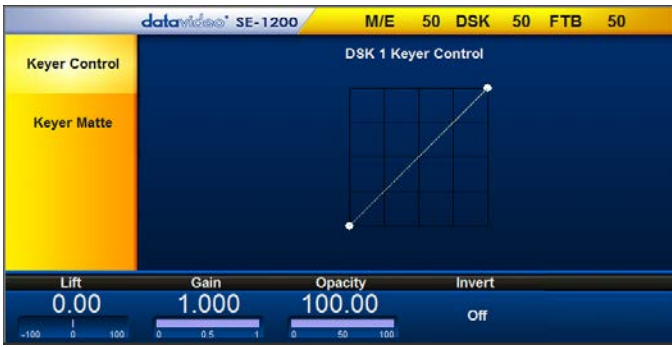 datavideo SE-1200 M/E 50 DSK 50 FTB 50
Keyer Control
Keyer Matte
DSK 1 Keyer Control
Lift Gain Opacity Invert
0.00 1.000 100.00 Off
-100 0 100 0 0.5 1 0 50 100